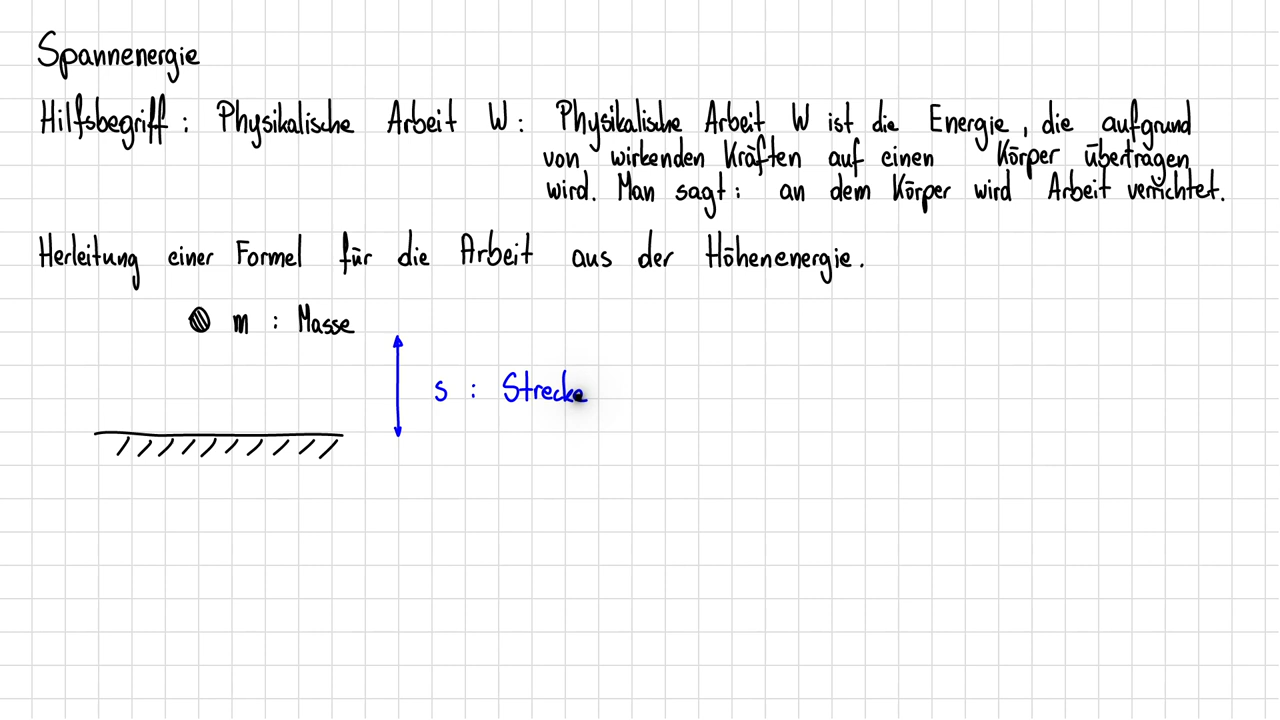 Spannenergie
Hilfsbegriff: Physikalische Arbeit W: Physikalische Arbeit W ist die Energie, die aufgrund
von wirkenden Kräften auf einen Körper übertragen
wird. Man sagt: an dem Körper wird Arbeit verrichtet.
Herleitung einer Formel für die Arbeit aus der Höhenenergie.
m : Masse
s : Strecke